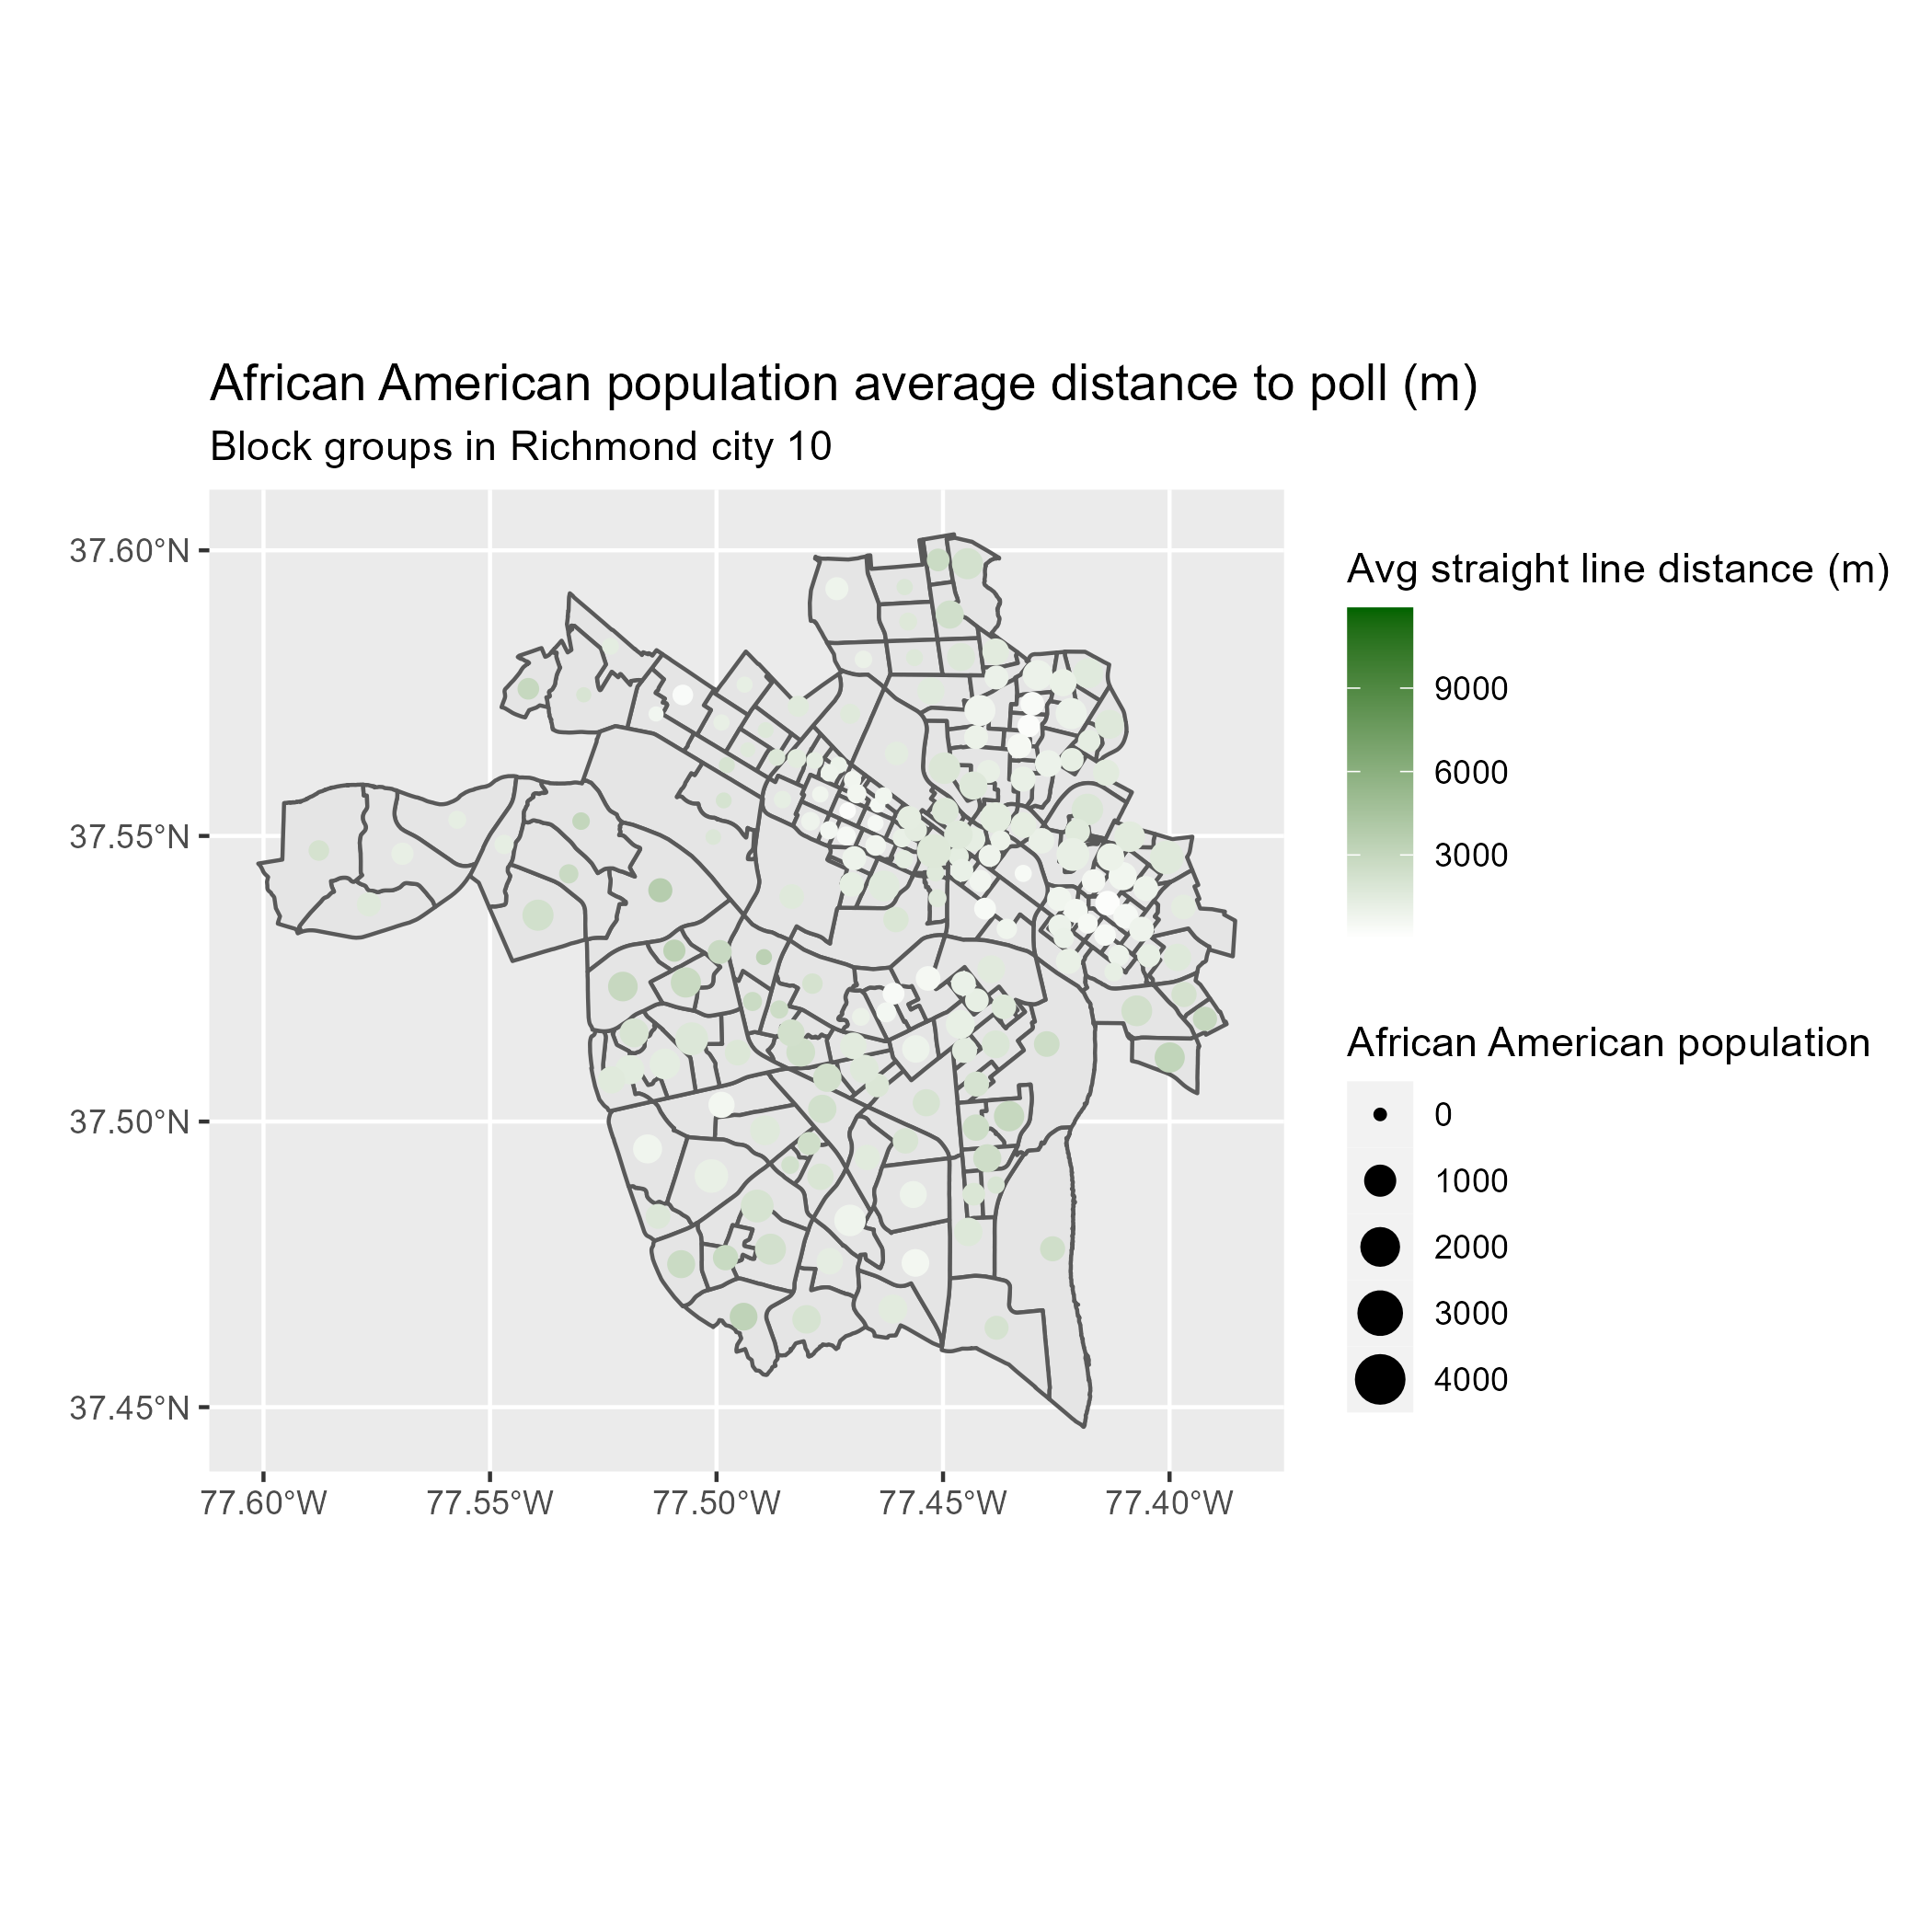 African American population average distance to poll (m)
Block groups in Richmond city 10
37.60°N
37.55°N
37.50°N
37.45°N
77.60°W
77.55°W
77.50°W
77.45°W
77.40°W
Avg straight line distance (m)
9000
6000
3000
African American population
0
1000
2000
3000
4000